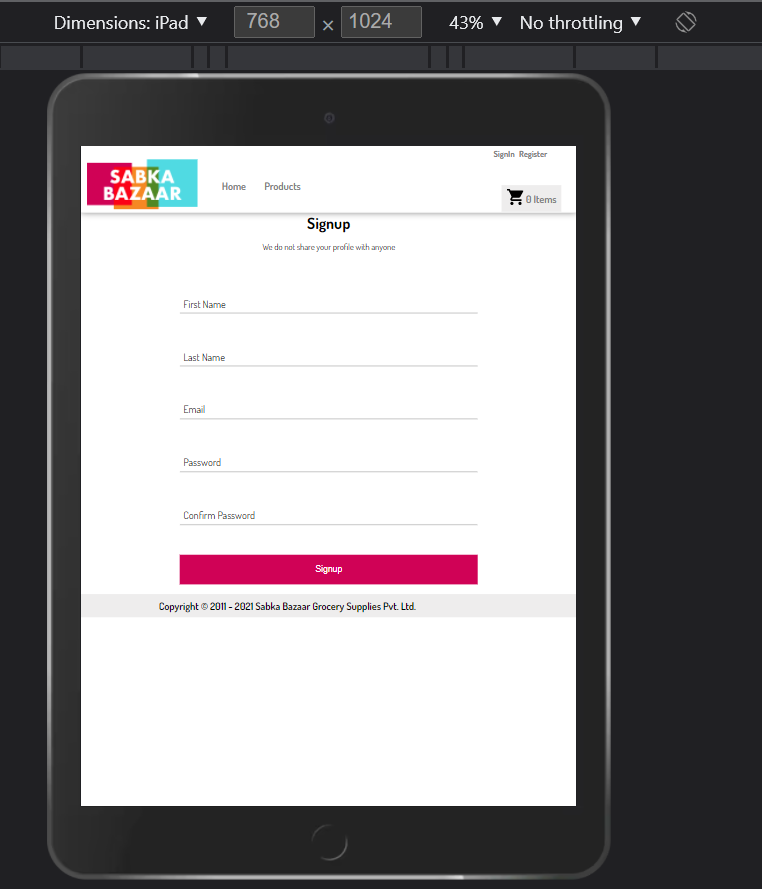 Dimensions: iPad ▼ 768 × 1024 43% ▼ No throttling ▼
SignIn Register
SABKA
BAZAAR
Home Products
0 Items
Signup
We do not share your profile with anyone
First Name
Last Name
Email
Password
Confirm Password
Signup
Copyright © 2011 - 2021 Sabka Bazaar Grocery Supplies Pvt. Ltd.